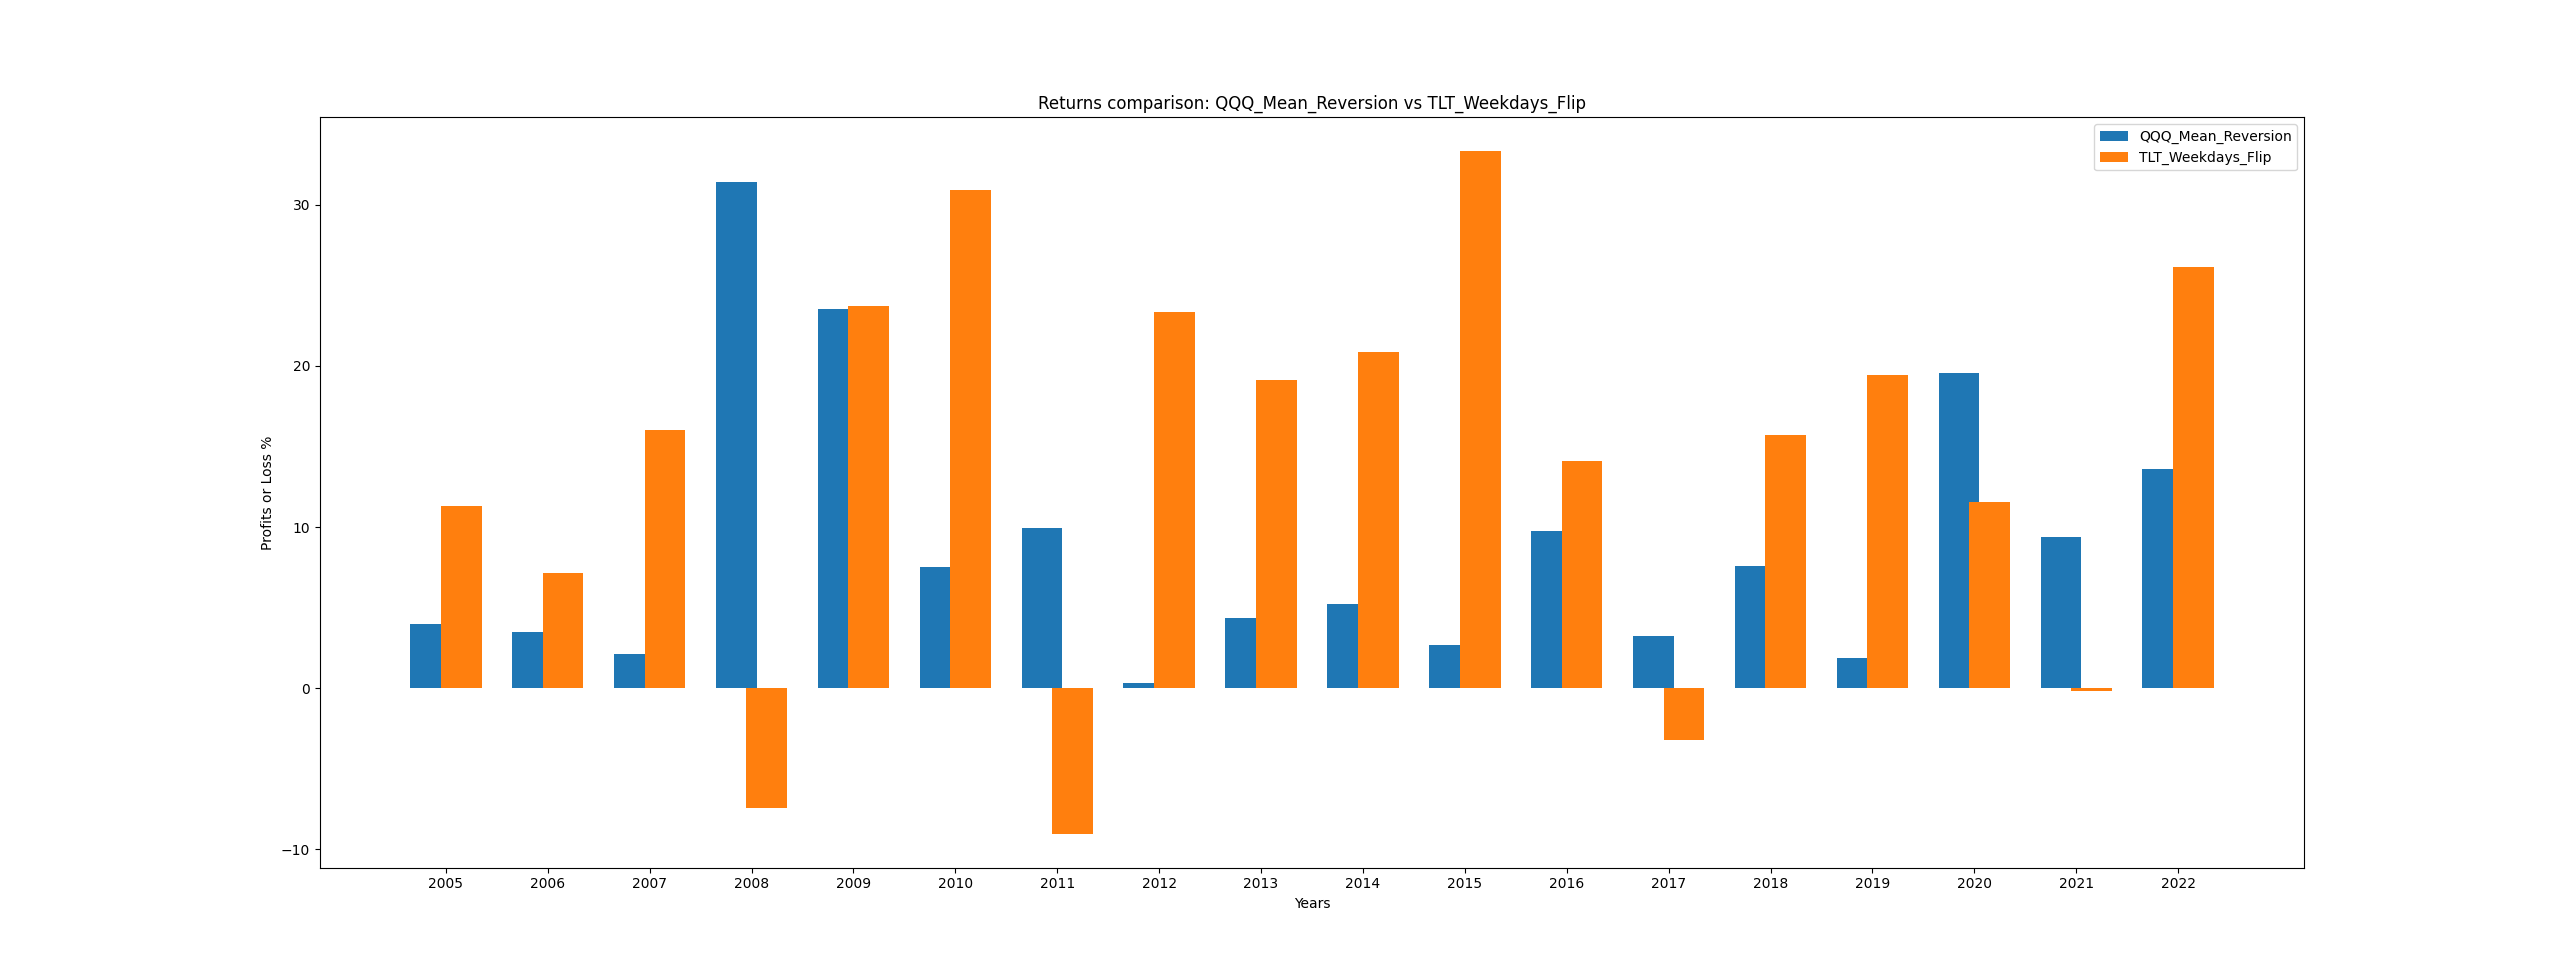 Returns comparison: QQQ_Mean_Reversion vs TLT_Weekdays_Flip
QQQ_Mean_Reversion
TLT_Weekdays_Flip
Profits or Loss %
30
20
10
0
−10
2005 2006 2007 2008 2009 2010 2011 2012 2013 2014 2015 2016 2017 2018 2019 2020 2021 2022
Years